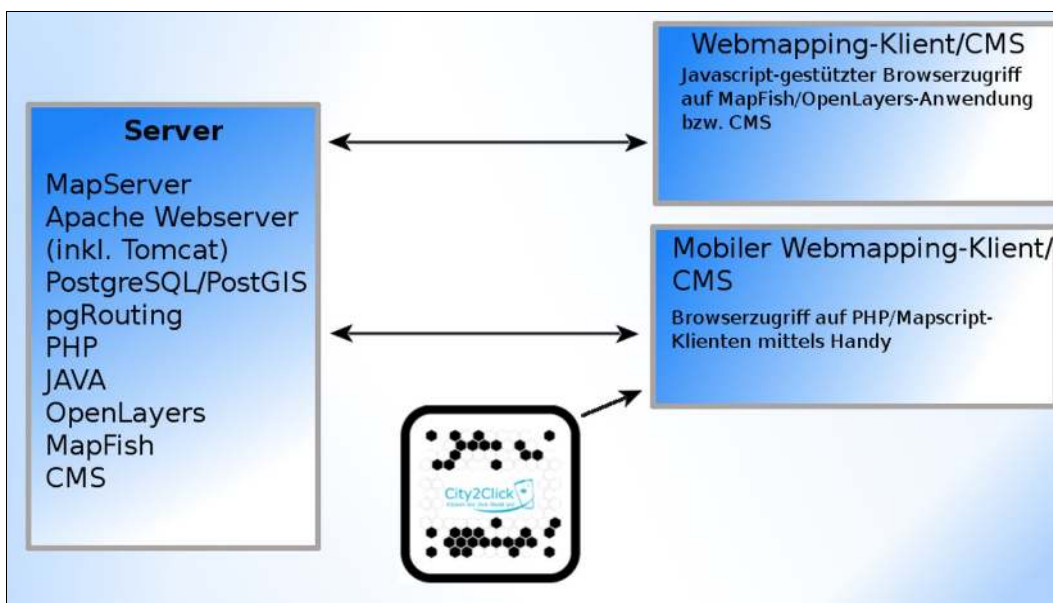 Server
MapServer
Apache Webserver
(inkl. Tomcat)
PostgreSQL/PostGIS
pgRouting
PHP
JAVA
OpenLayers
MapFish
CMS
Webmapping-Klient/CMS
Javascript-gestützter Browserzugriff
auf MapFish/OpenLayers-Anwendung
bzw. CMS
Mobiler Webmapping-Klient/
CMS
Browserzugriff auf PHP/Mapscript-
Klienten mittels Handy
City2Click